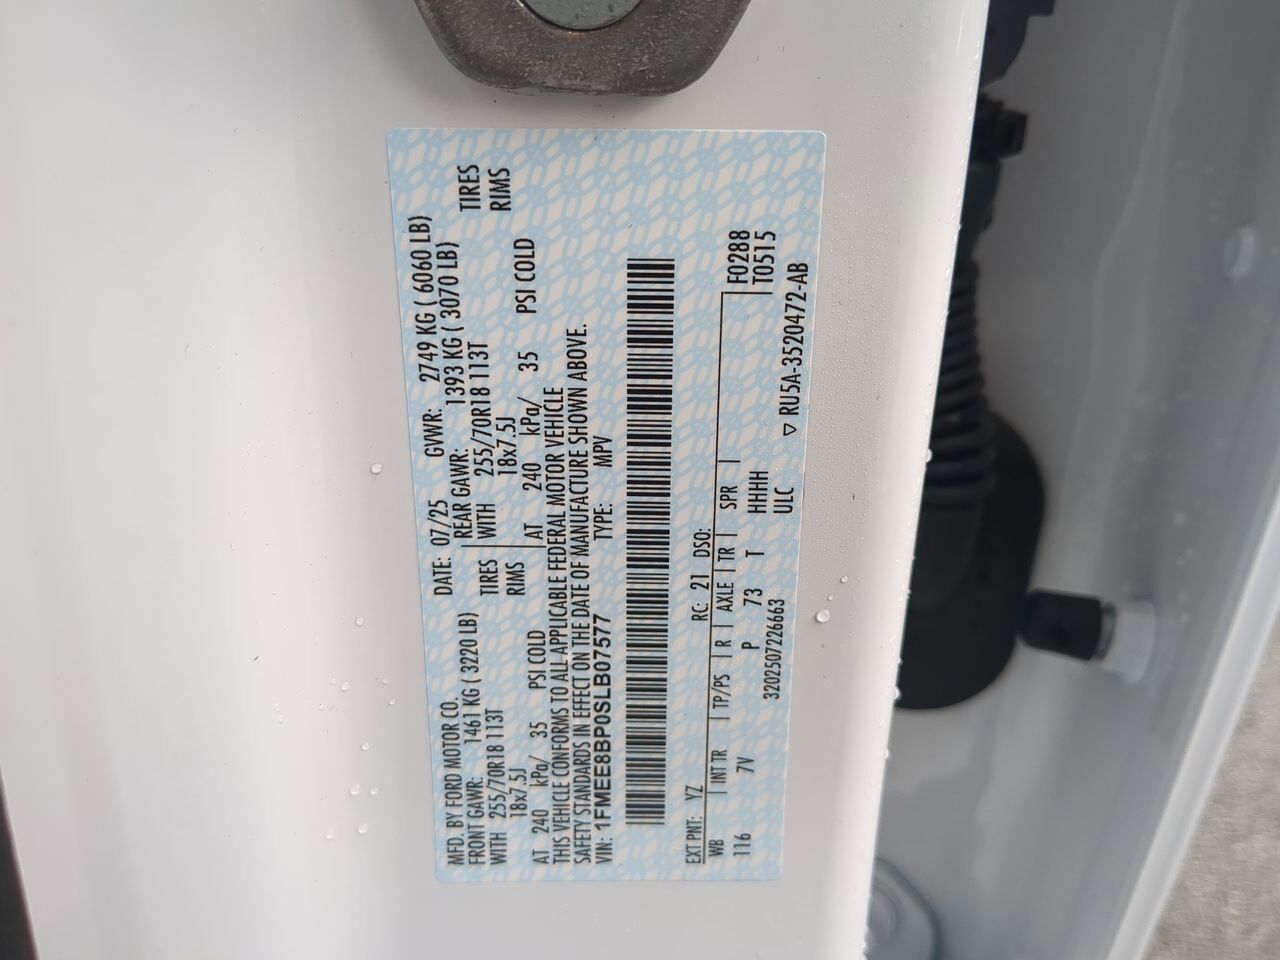 MFD. BY FORD MOTOR CO. DATE: 07/25 GVWR: 2749 KG ( 6060 LB)
FRONT GAWR: 1461 KG ( 3220 LB) REAR GAWR: 1393 KG ( 3070 LB)
WITH 255/70R18 113T TIRES WITH 255/70R18 113T TIRES
18x7.5J RIMS 18x7.5J RIMS
AT 240 kPa/ 35 PSI COLD AT 240 kPa/ 35 PSI COLD
THIS VEHICLE CONFORMS TO ALL APPLICABLE FEDERAL MOTOR VEHICLE
SAFETY STANDARDS IN EFFECT ON THE DATE OF MANUFACTURE SHOWN ABOVE.
VIN: 1FMEE8BP0SLB07577 TYPE: MPV
EXT PNT: YZ RC: 21 DSO:
WB INT TR TP/PS R AXLE TR SPR F0288
116 7V P 73 T HHHH T0515
3202507226663 ULC ▽ RU5A-3520472-AB